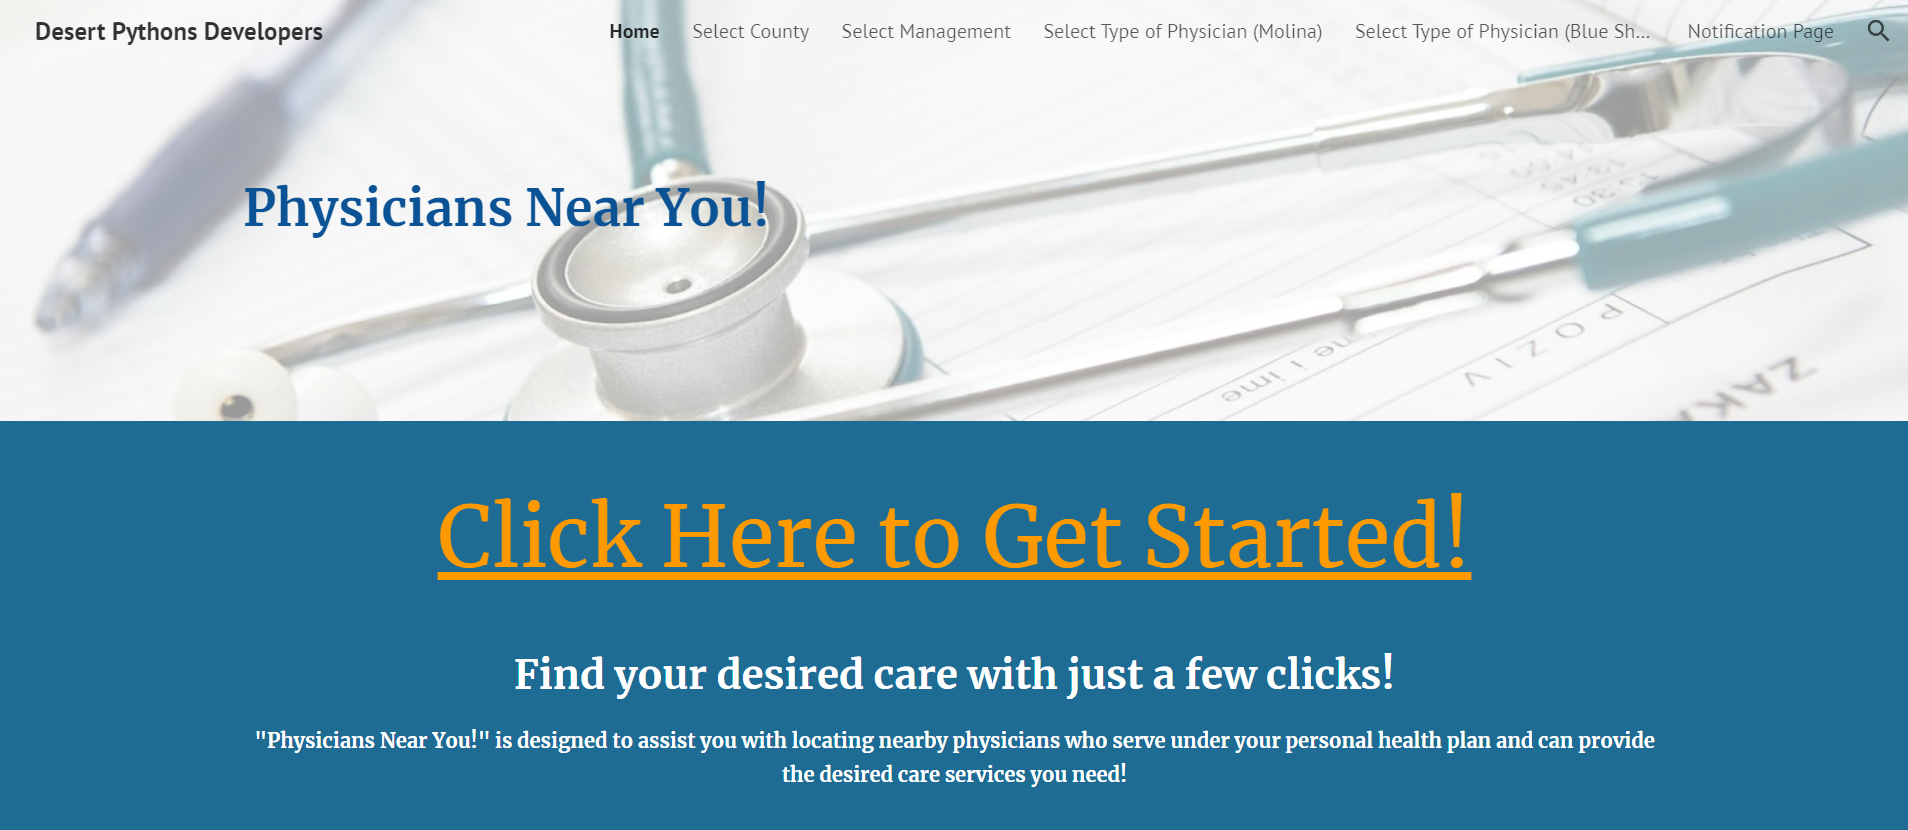 Desert Pythons Developers
Home
Select County
Select Management
Select Type of Physician (Molina)
Select Type of Physician (Blue Sh...
Notification Page
Physicians Near You!
P O Z I V
Click Here to Get Started!
Find your desired care with just a few clicks!
"Physicians Near You!" is designed to assist you with locating nearby physicians who serve under your personal health plan and can provide
the desired care services you need!